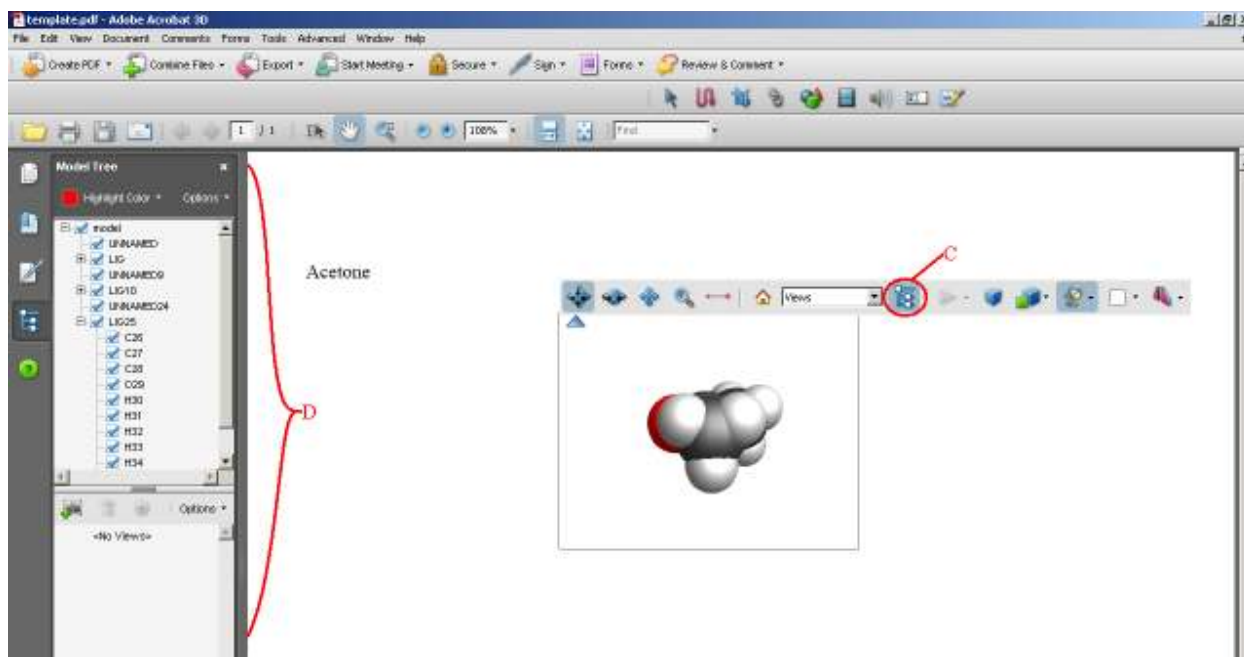 template.pdf - Adobe Acrobat 3D
File Edit View Document Comments Forms Tools Advanced Window Help
Create PDF Combine Files Export Start Meeting Secure Sign Forms Review & Comment
1 / 1 100% Find
Model Tree
Highlight Color Options
model
UNNAMED
LIG
UNNAMED9
LIG10
UNNAMED24
LIG25
C26
C27
C28
O29
H30
H31
H32
H33
H34
Options
<No Views>
Acetone
C
Views
D